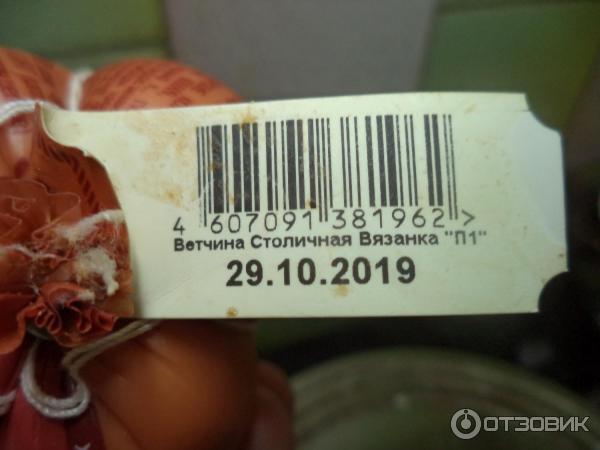 4 607091 381962 >
Ветчина Столичная Вязанка "П1"
29.10.2019
ОТЗОВИК